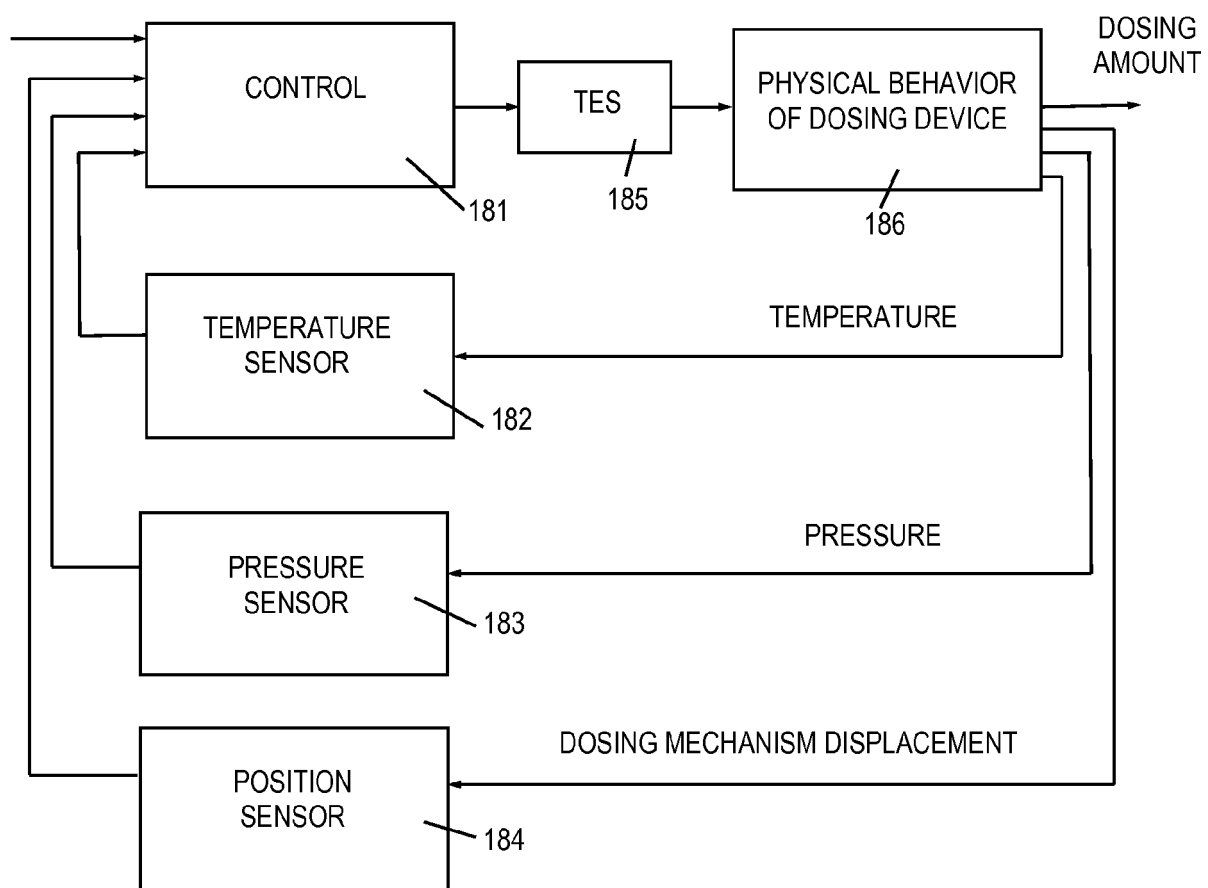 DOSING
AMOUNT
CONTROL
181
TES
185
PHYSICAL BEHAVIOR
OF DOSING DEVICE
186
TEMPERATURE
SENSOR
182
TEMPERATURE
PRESSURE
SENSOR
183
PRESSURE
POSITION
SENSOR
184
DOSING MECHANISM DISPLACEMENT